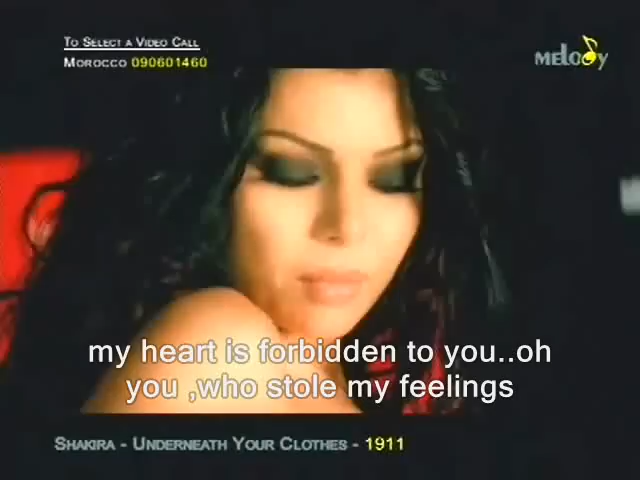 TO SELECT A VIDEO CALL
MOROCCO 090601460
MELODY
my heart is forbidden to you..oh
you ,who stole my feelings
SHAKIRA - UNDERNEATH YOUR CLOTHES - 1911